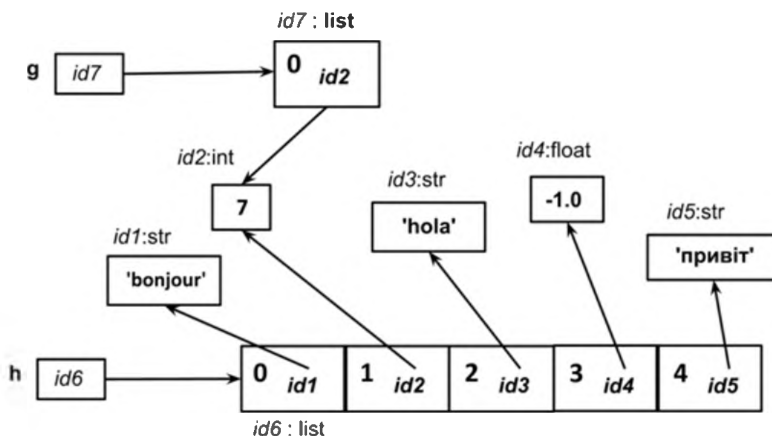 id7 : list
g id7 0 id2
id2:int
7
id4:float
-1.0
id3:str
'hola'
id5:str
'привіт'
id1:str
'bonjour'
h id6 0 id1 1 id2 2 id3 3 id4 4 id5
id6 : list